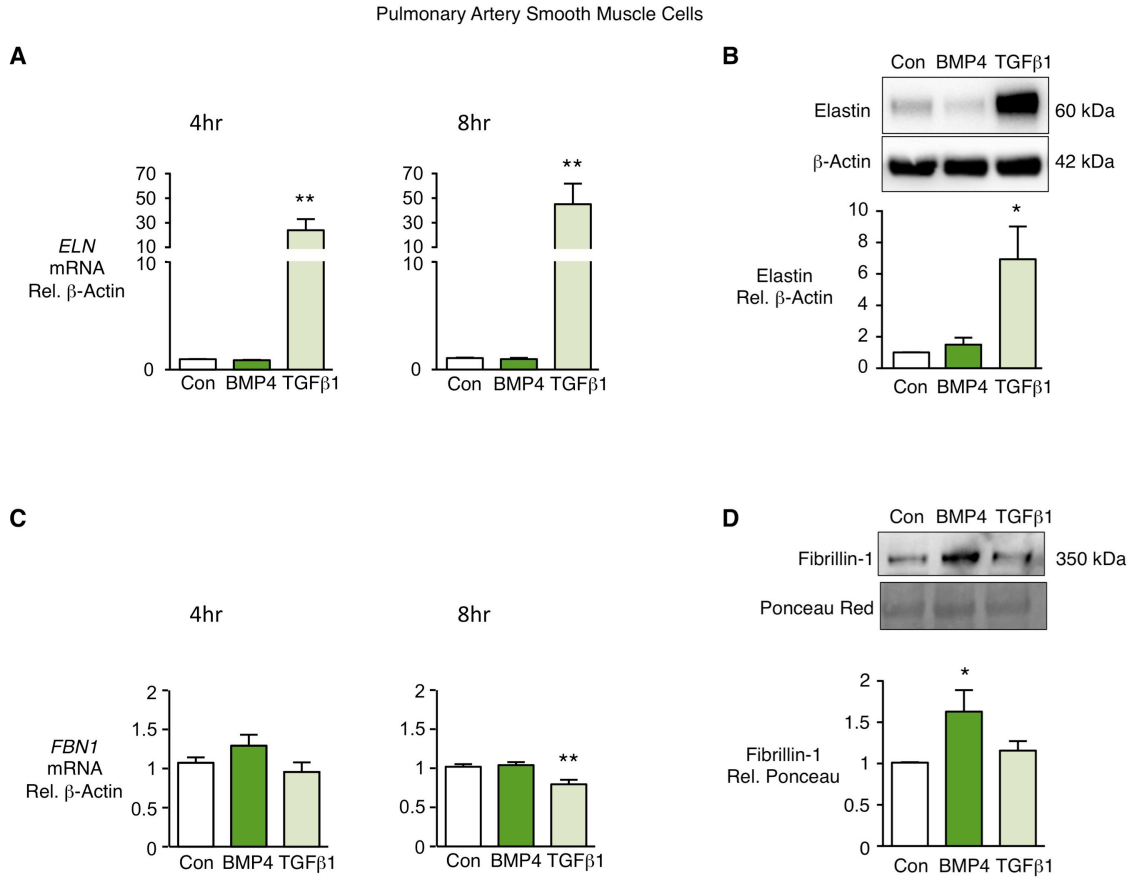 Pulmonary Artery Smooth Muscle Cells
A
4hr
8hr
ELN
mRNA
Rel. β-Actin
70
50
30
10
10
0
**
Con BMP4 TGFβ1
70
50
30
10
10
0
**
Con BMP4 TGFβ1
B
Con BMP4 TGFβ1
Elastin 60 kDa
β-Actin 42 kDa
Elastin
Rel. β-Actin
10
8
6
4
2
0
*
Con BMP4 TGFβ1
C
4hr
8hr
FBN1
mRNA
Rel. β-Actin
2
1.5
1
0.5
0
Con BMP4 TGFβ1
2
1.5
1
0.5
0
**
Con BMP4 TGFβ1
D
Con BMP4 TGFβ1
Fibrillin-1 350 kDa
Ponceau Red
Fibrillin-1
Rel. Ponceau
2
1.5
1
0.5
0
*
Con BMP4 TGFβ1